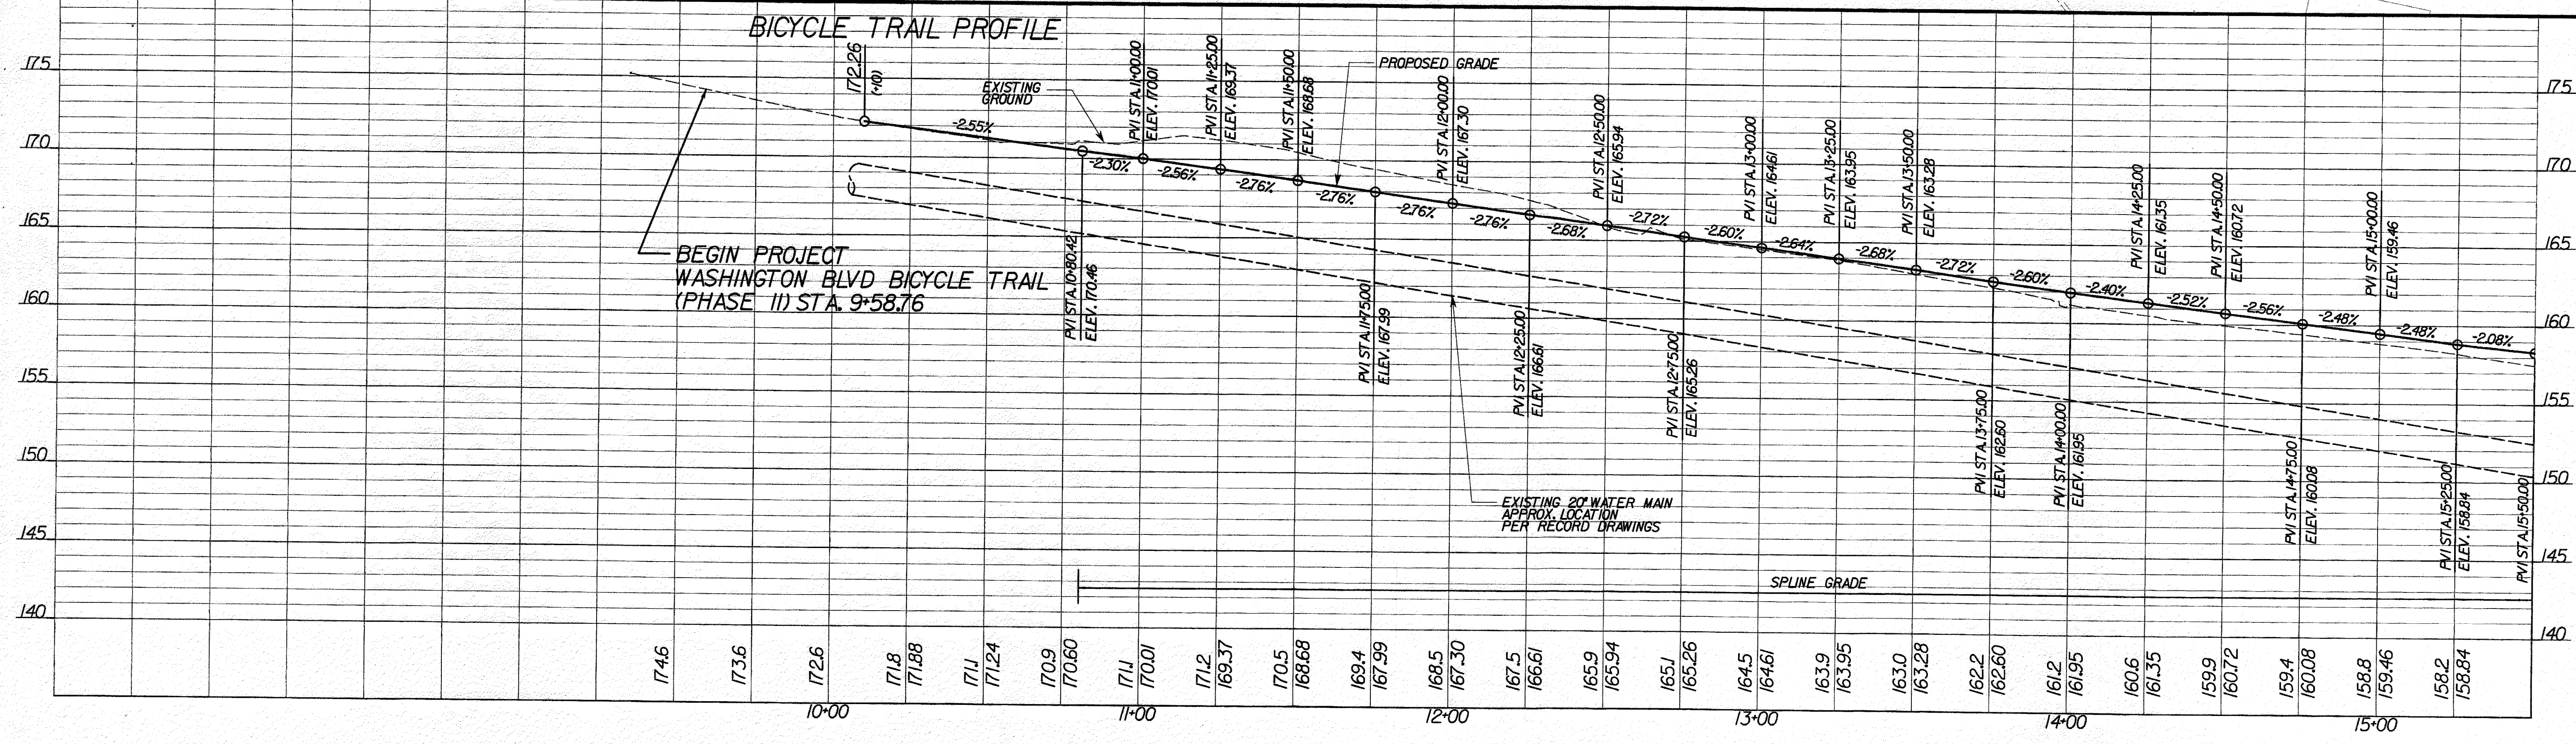 BICYCLE TRAIL PROFILE
175
170
165
160
155
150
145
140
172.26
(+10)
EXISTING
GROUND
PROPOSED GRADE
BEGIN PROJECT
WASHINGTON BLVD BICYCLE TRAIL
(PHASE II) STA. 9+58.76
PVI STA.10+80.42
ELEV. 170.46
PVI STA.11+00.00
ELEV. 170.01
PVI STA.11+25.00
ELEV. 169.37
PVI STA.11+50.00
ELEV. 168.68
PVI STA.11+75.00
ELEV. 167.99
PVI STA.12+00.00
ELEV. 167.30
PVI STA.12+25.00
ELEV. 166.61
PVI STA.12+50.00
ELEV. 165.94
PVI STA.12+75.00
ELEV. 165.26
PVI STA.13+00.00
ELEV. 164.61
PVI STA.13+25.00
ELEV. 163.95
PVI STA.13+50.00
ELEV. 163.28
PVI STA.13+75.00
ELEV. 162.60
PVI STA.14+00.00
ELEV. 161.95
PVI STA.14+25.00
ELEV. 161.35
PVI STA.14+50.00
ELEV. 160.72
PVI STA.14+75.00
ELEV. 160.08
PVI STA.15+00.00
ELEV. 159.46
PVI STA.15+25.00
ELEV. 158.84
PVI STA.15+50.00
-2.55%
-2.30%
-2.56%
-2.76%
-2.76%
-2.76%
-2.76%
-2.68%
-2.72%
-2.60%
-2.64%
-2.68%
-2.72%
-2.60%
-2.40%
-2.52%
-2.56%
-2.48%
-2.48%
-2.08%
EXISTING 20" WATER MAIN
APPROX. LOCATION
PER RECORD DRAWINGS
SPLINE GRADE
175
170
165
160
155
150
145
140
174.6
173.6
172.6
171.8
171.88
171.1
171.24
170.9
170.60
171.1
170.01
171.2
169.37
170.5
168.68
169.4
167.99
168.5
167.30
167.5
166.61
165.9
165.94
165.1
165.26
164.5
164.61
163.9
163.95
163.0
163.28
162.2
162.60
161.2
161.95
160.6
161.35
159.9
160.72
159.4
160.08
158.8
159.46
158.2
158.84
10+00
11+00
12+00
13+00
14+00
15+00